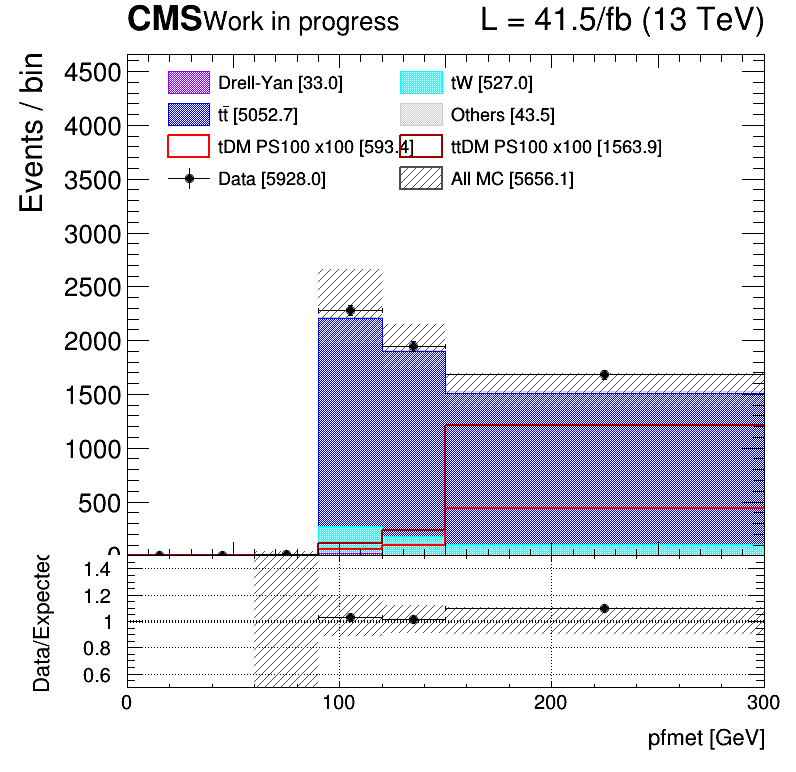 CMS Work in progress L = 41.5/fb (13 TeV)
Events / bin
4500
4000
3500
3000
2500
2000
1500
1000
500
0
Drell-Yan [33.0] tW [527.0]
tt̄ [5052.7] Others [43.5]
tDM PS100 x100 [593.4] ttDM PS100 x100 [1563.9]
Data [5928.0] All MC [5656.1]
Data/Expected
1.4
1.2
1
0.8
0.6
0 100 200 300
pfmet [GeV]